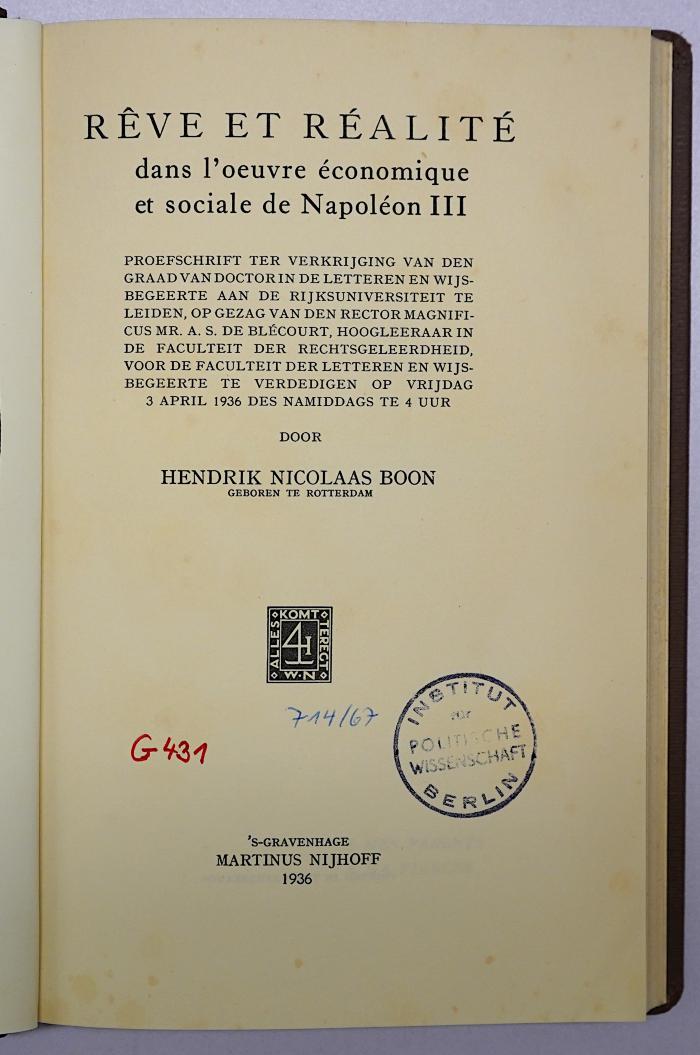 RÊVE ET RÉALITÉ
dans l'oeuvre économique
et sociale de Napoléon III
PROEFSCHRIFT TER VERKRIJGING VAN DEN
GRAAD VAN DOCTOR IN DE LETTEREN EN WIJS-
BEGEERTE AAN DE RIJKSUNIVERSITEIT TE
LEIDEN, OP GEZAG VAN DEN RECTOR MAGNIFI-
CUS MR. A. S. DE BLÉCOURT, HOOGLEERAAR IN
DE FACULTEIT DER RECHTSGELEERDHEID,
VOOR DE FACULTEIT DER LETTEREN EN WIJS-
BEGEERTE TE VERDEDIGEN OP VRIJDAG
3 APRIL 1936 DES NAMIDDAGS TE 4 UUR
DOOR
HENDRIK NICOLAAS BOON
GEBOREN TE ROTTERDAM
ALLES KOMT TERECT
W·N
714/67
G 431
INSTITUT
für
POLITISCHE
WISSENSCHAFT
BERLIN
'S-GRAVENHAGE
MARTINUS NIJHOFF
1936